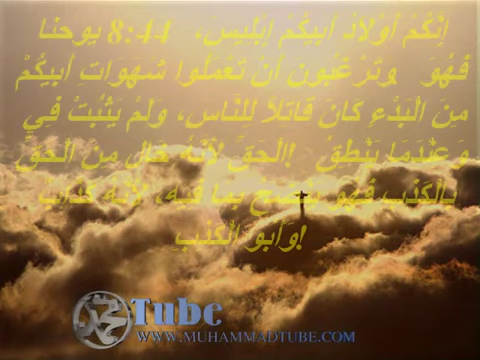 إِنَّكُمْ أَوْلاَدُ أَبِيكُمْ إِبْلِيسَ، 8:44 يوحنا
وَتَرْغَبُونَ أَنْ تَعْمَلُوا شَهَوَاتِ أَبِيكُمْ فَهُوَ
مِنَ الْبَدْءِ كَانَ قَاتِلاً لِلنَّاسِ، وَلَمْ يَثْبُتْ فِي
الْحَقِّ لأَنَّهُ خَالٍ مِنَ الْحَقِّ! وَعِنْدَمَا يَنْطِقُ
بِالْكَذِبِ فَهُوَ يَنْضَحُ بِمَا فِيهِ، لأَنَّهُ كَذَّابٌ
وَأَبُو الْكَذِبِ!
Tube
WWW.MUHAMMADTUBE.COM